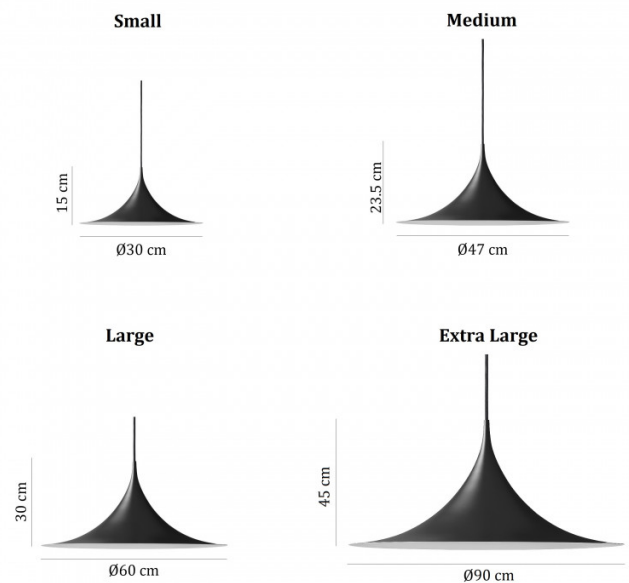 Small
Medium
15 cm
Ø30 cm
23.5 cm
Ø47 cm
Large
Extra Large
30 cm
Ø60 cm
45 cm
Ø90 cm